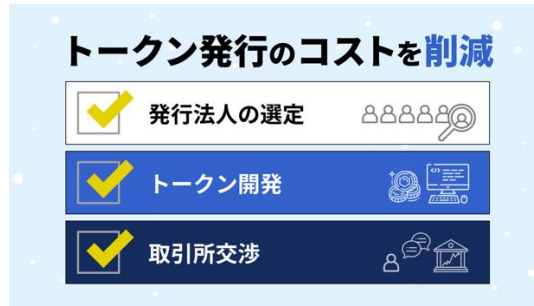 トークン発行のコストを削減
発行法人の選定
トークン開発
取引所交渉